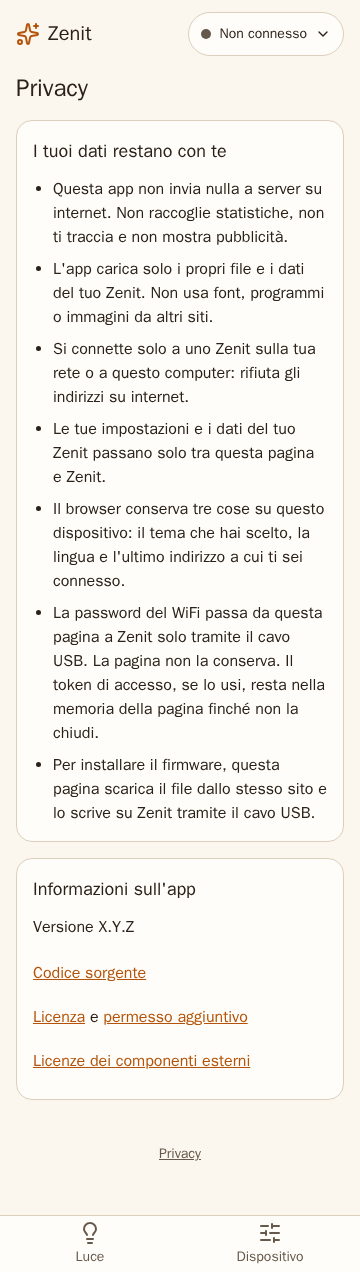 Zenit
Non connesso
Privacy
I tuoi dati restano con te
• Questa app non invia nulla a server su
internet. Non raccoglie statistiche, non
ti traccia e non mostra pubblicità.
• L'app carica solo i propri file e i dati
del tuo Zenit. Non usa font, programmi
o immagini da altri siti.
• Si connette solo a uno Zenit sulla tua
rete o a questo computer: rifiuta gli
indirizzi su internet.
• Le tue impostazioni e i dati del tuo
Zenit passano solo tra questa pagina
e Zenit.
• Il browser conserva tre cose su questo
dispositivo: il tema che hai scelto, la
lingua e l'ultimo indirizzo a cui ti sei
connesso.
• La password del WiFi passa da questa
pagina a Zenit solo tramite il cavo
USB. La pagina non la conserva. Il
token di accesso, se lo usi, resta nella
memoria della pagina finché non la
chiudi.
• Per installare il firmware, questa
pagina scarica il file dallo stesso sito e
lo scrive su Zenit tramite il cavo USB.
Informazioni sull'app
Versione X.Y.Z
Codice sorgente
Licenza e permesso aggiuntivo
Licenze dei componenti esterni
Privacy
Luce
Dispositivo